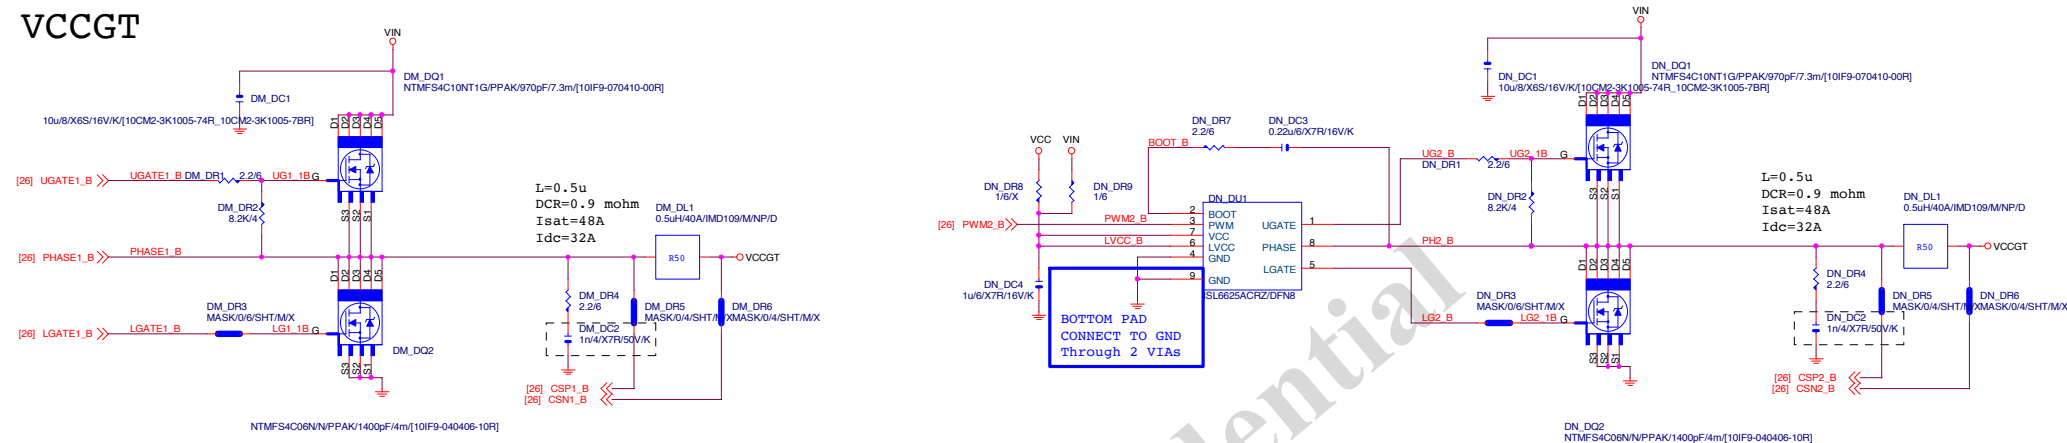 VCCGT
VIN
DM_DQ1
NTMFS4C10NT1G/PPAK/970pF/7.3m/[10IF9-070410-00R]
DM_DC1
10u/8/X6S/16V/K/[10CM2-3K1005-74R_10CM2-3K1005-7BR]
D1 D2 D3 D4 D5
[26] UGATE1_B
UGATE1_B
DM_DR1
2.2/6
UG1_1B
G
S3 S2 S1
DM_DR2
8.2K/4
[26] PHASE1_B
PHASE1_B
D1 D2 D3 D4 D5
DM_DR3
MASK/0/6/SHT/M/X
[26] LGATE1_B
LGATE1_B
LG1_1B
G
DM_DQ2
S3 S2 S1
NTMFS4C06N/N/PPAK/1400pF/4m/[10IF9-040406-10R]
L=0.5u
DCR=0.9 mohm
Isat=48A
Idc=32A
DM_DL1
0.5uH/40A/IMD109/M/NP/D
R50
VCCGT
DM_DR4
2.2/6
DM_DR5
MASK/0/4/SHT/M/X
DM_DR6
MASK/0/4/SHT/M/X
DM_DC2
1n/4/X7R/50V/K
[26] CSP1_B
[26] CSN1_B
VCC
VIN
DN_DR8
1/6/X
DN_DR9
1/6
[26] PWM2_B
PWM2_B
LVCC_B
DN_DC4
1u/6/X7R/16V/K
BOOT_B
DN_DR7
2.2/6
DN_DC3
0.22u/6/X7R/16V/K
DN_DU1
2 BOOT
3 PWM
7 VCC
6 LVCC
4 GND
9 GND
UGATE 1
PHASE 8
LGATE 5
ISL6625ACRZ/DFN8
BOTTOM PAD
CONNECT TO GND
Through 2 VIAs
VIN
DN_DQ1
NTMFS4C10NT1G/PPAK/970pF/7.3m/[10IF9-070410-00R]
DN_DC1
10u/8/X6S/16V/K/[10CM2-3K1005-74R_10CM2-3K1005-7BR]
D1 D2 D3 D4 D5
UG2_B
DN_DR1
2.2/6
UG2_1B
G
S3 S2 S1
DN_DR2
8.2K/4
PH2_B
D1 D2 D3 D4 D5
DN_DR3
MASK/0/6/SHT/M/X
LG2_B
LG2_1B
G
S3 S2 S1
DN_DQ2
NTMFS4C06N/N/PPAK/1400pF/4m/[10IF9-040406-10R]
L=0.5u
DCR=0.9 mohm
Isat=48A
Idc=32A
DN_DL1
0.5uH/40A/IMD109/M/NP/D
R50
VCCGT
DN_DR4
2.2/6
DN_DR5
MASK/0/4/SHT/M/X
DN_DR6
MASK/0/4/SHT/M/X
DN_DC2
1n/4/X7R/50V/K
[26] CSP2_B
[26] CSN2_B
dential